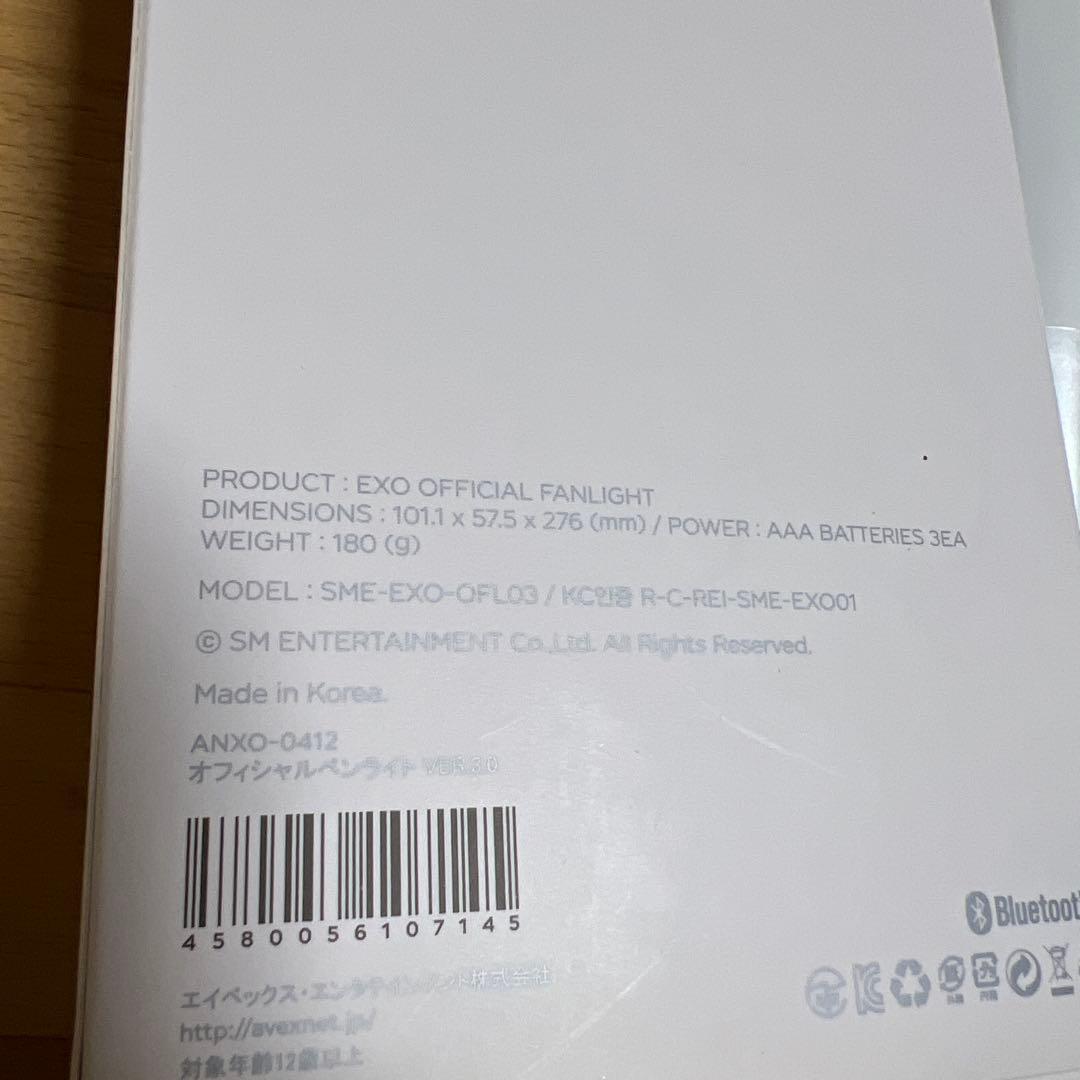 PRODUCT : EXO OFFICIAL FANLIGHT
DIMENSIONS : 101.1 x 57.5 x 276 (mm) / POWER : AAA BATTERIES 3EA
WEIGHT : 180 (g)
MODEL : SME-EXO-OFL03 / KC인증 R-C-REI-SME-EXO01
© SM ENTERTAINMENT Co.,Ltd. All Rights Reserved.
Made in Korea.
ANXO-0412
オフィシャルペンライト VER.3.0
4580056107145
エイベックス・エンタテインメント株式会社
http://avexnet.jp/
対象年齢12歳以上
Bluetooth